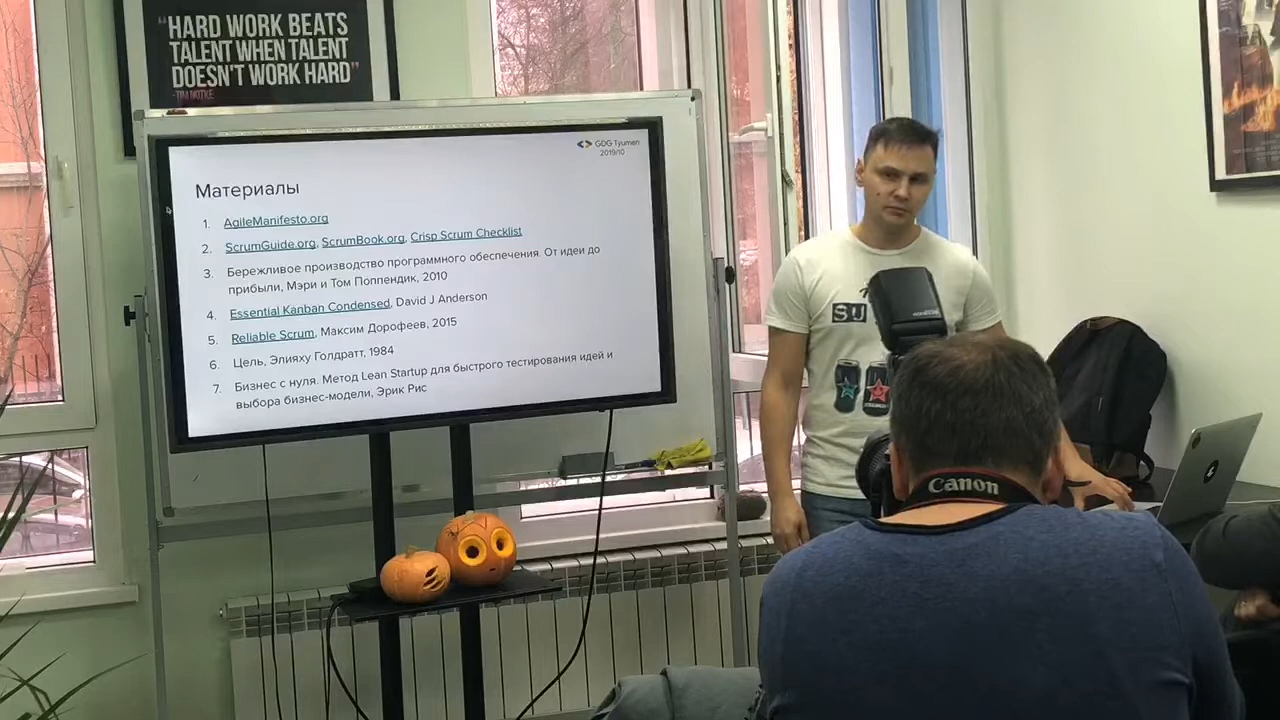 "HARD WORK BEATS
TALENT WHEN TALENT
DOESN'T WORK HARD"
GDG Tyumen
2019/10
Материалы
1. AgileManifesto.org
2. ScrumGuide.org, ScrumBook.org, Crisp Scrum Checklist
3. Бережливое производство программного обеспечения. От идеи до
прибыли, Мэри и Том Поппендик, 2010
4. Essential Kanban Condensed, David J Anderson
5. Reliable Scrum, Максим Дорофеев, 2015
6. Цель, Элияху Голдратт, 1984
7. Бизнес с нуля. Метод Lean Startup для быстрого тестирования идей и
выбора бизнес-модели, Эрик Рис
SU
Canon